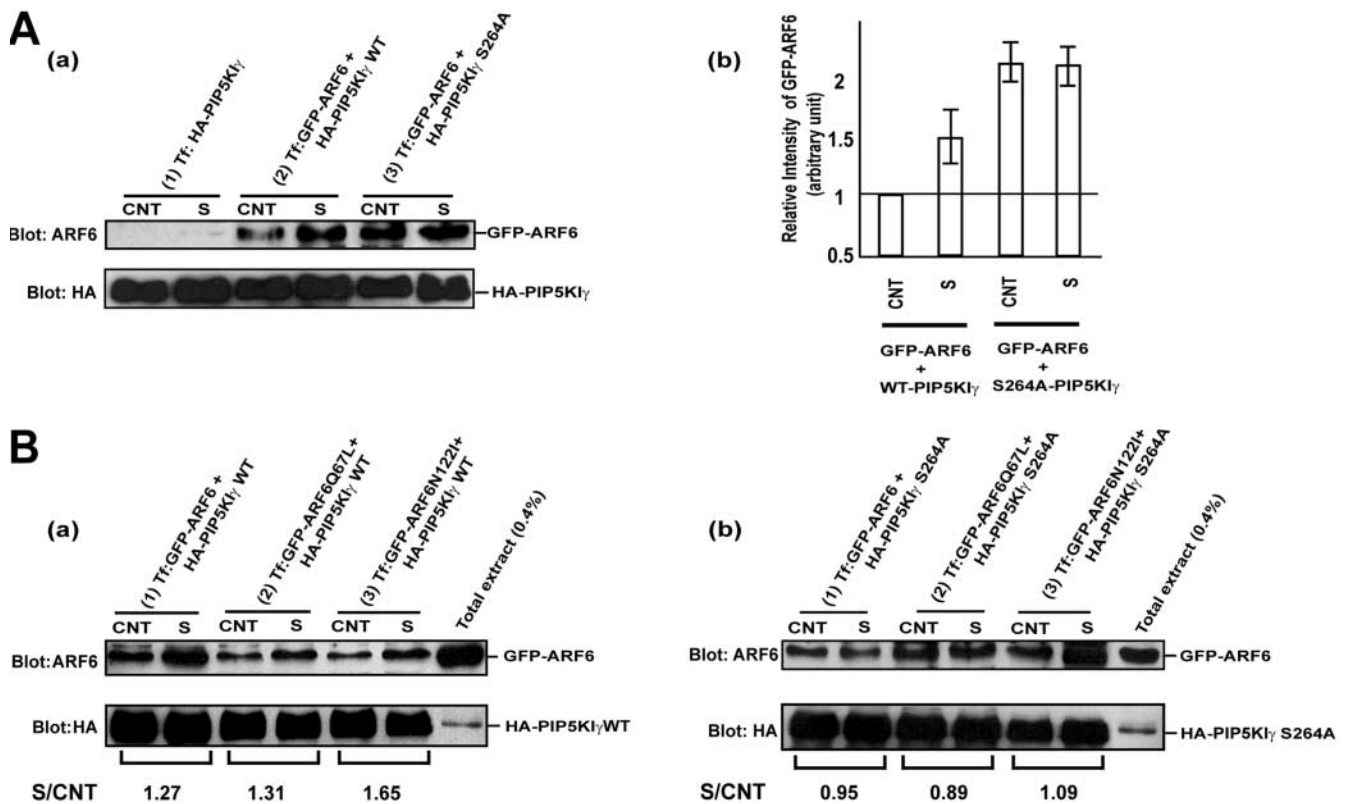 A
(a)
(1) Tf: HA-PIP5KIγ
(2) Tf:GFP-ARF6 +
HA-PIP5KIγ WT
(3) Tf:GFP-ARF6 +
HA-PIP5KIγ S264A
CNT S CNT S CNT S
Blot: ARF6
GFP-ARF6
Blot: HA
HA-PIP5KIγ
(b)
Relative Intensity of GFP-ARF6
(arbitrary unit)
2
1.5
1
0.5
CNT S CNT S
GFP-ARF6
+
WT-PIP5KIγ
GFP-ARF6
+
S264A-PIP5KIγ
B
(a)
(1) Tf:GFP-ARF6 +
HA-PIP5KIγ WT
(2) Tf:GFP-ARF6Q67L+
HA-PIP5KIγ WT
(3) Tf:GFP-ARF6N122I+
HA-PIP5KIγ WT
Total extract (0.4%)
CNT S CNT S CNT S
Blot:ARF6
GFP-ARF6
Blot:HA
HA-PIP5KIγWT
S/CNT 1.27 1.31 1.65
(b)
(1) Tf:GFP-ARF6 +
HA-PIP5KIγ S264A
(2) Tf:GFP-ARF6Q67L+
HA-PIP5KIγ S264A
(3) Tf:GFP-ARF6N122I+
HA-PIP5KIγ S264A
Total extract (0.4%)
CNT S CNT S CNT S
Blot: ARF6
GFP-ARF6
Blot: HA
HA-PIP5KIγ S264A
S/CNT 0.95 0.89 1.09